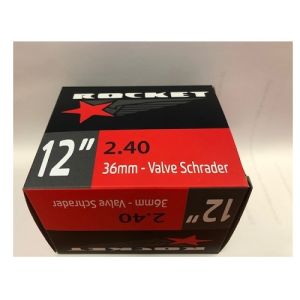 ROCKET
12"
2.40
36mm - Valve Schrader
12"
2.40
36mm - Valve Schrader
ROCKET